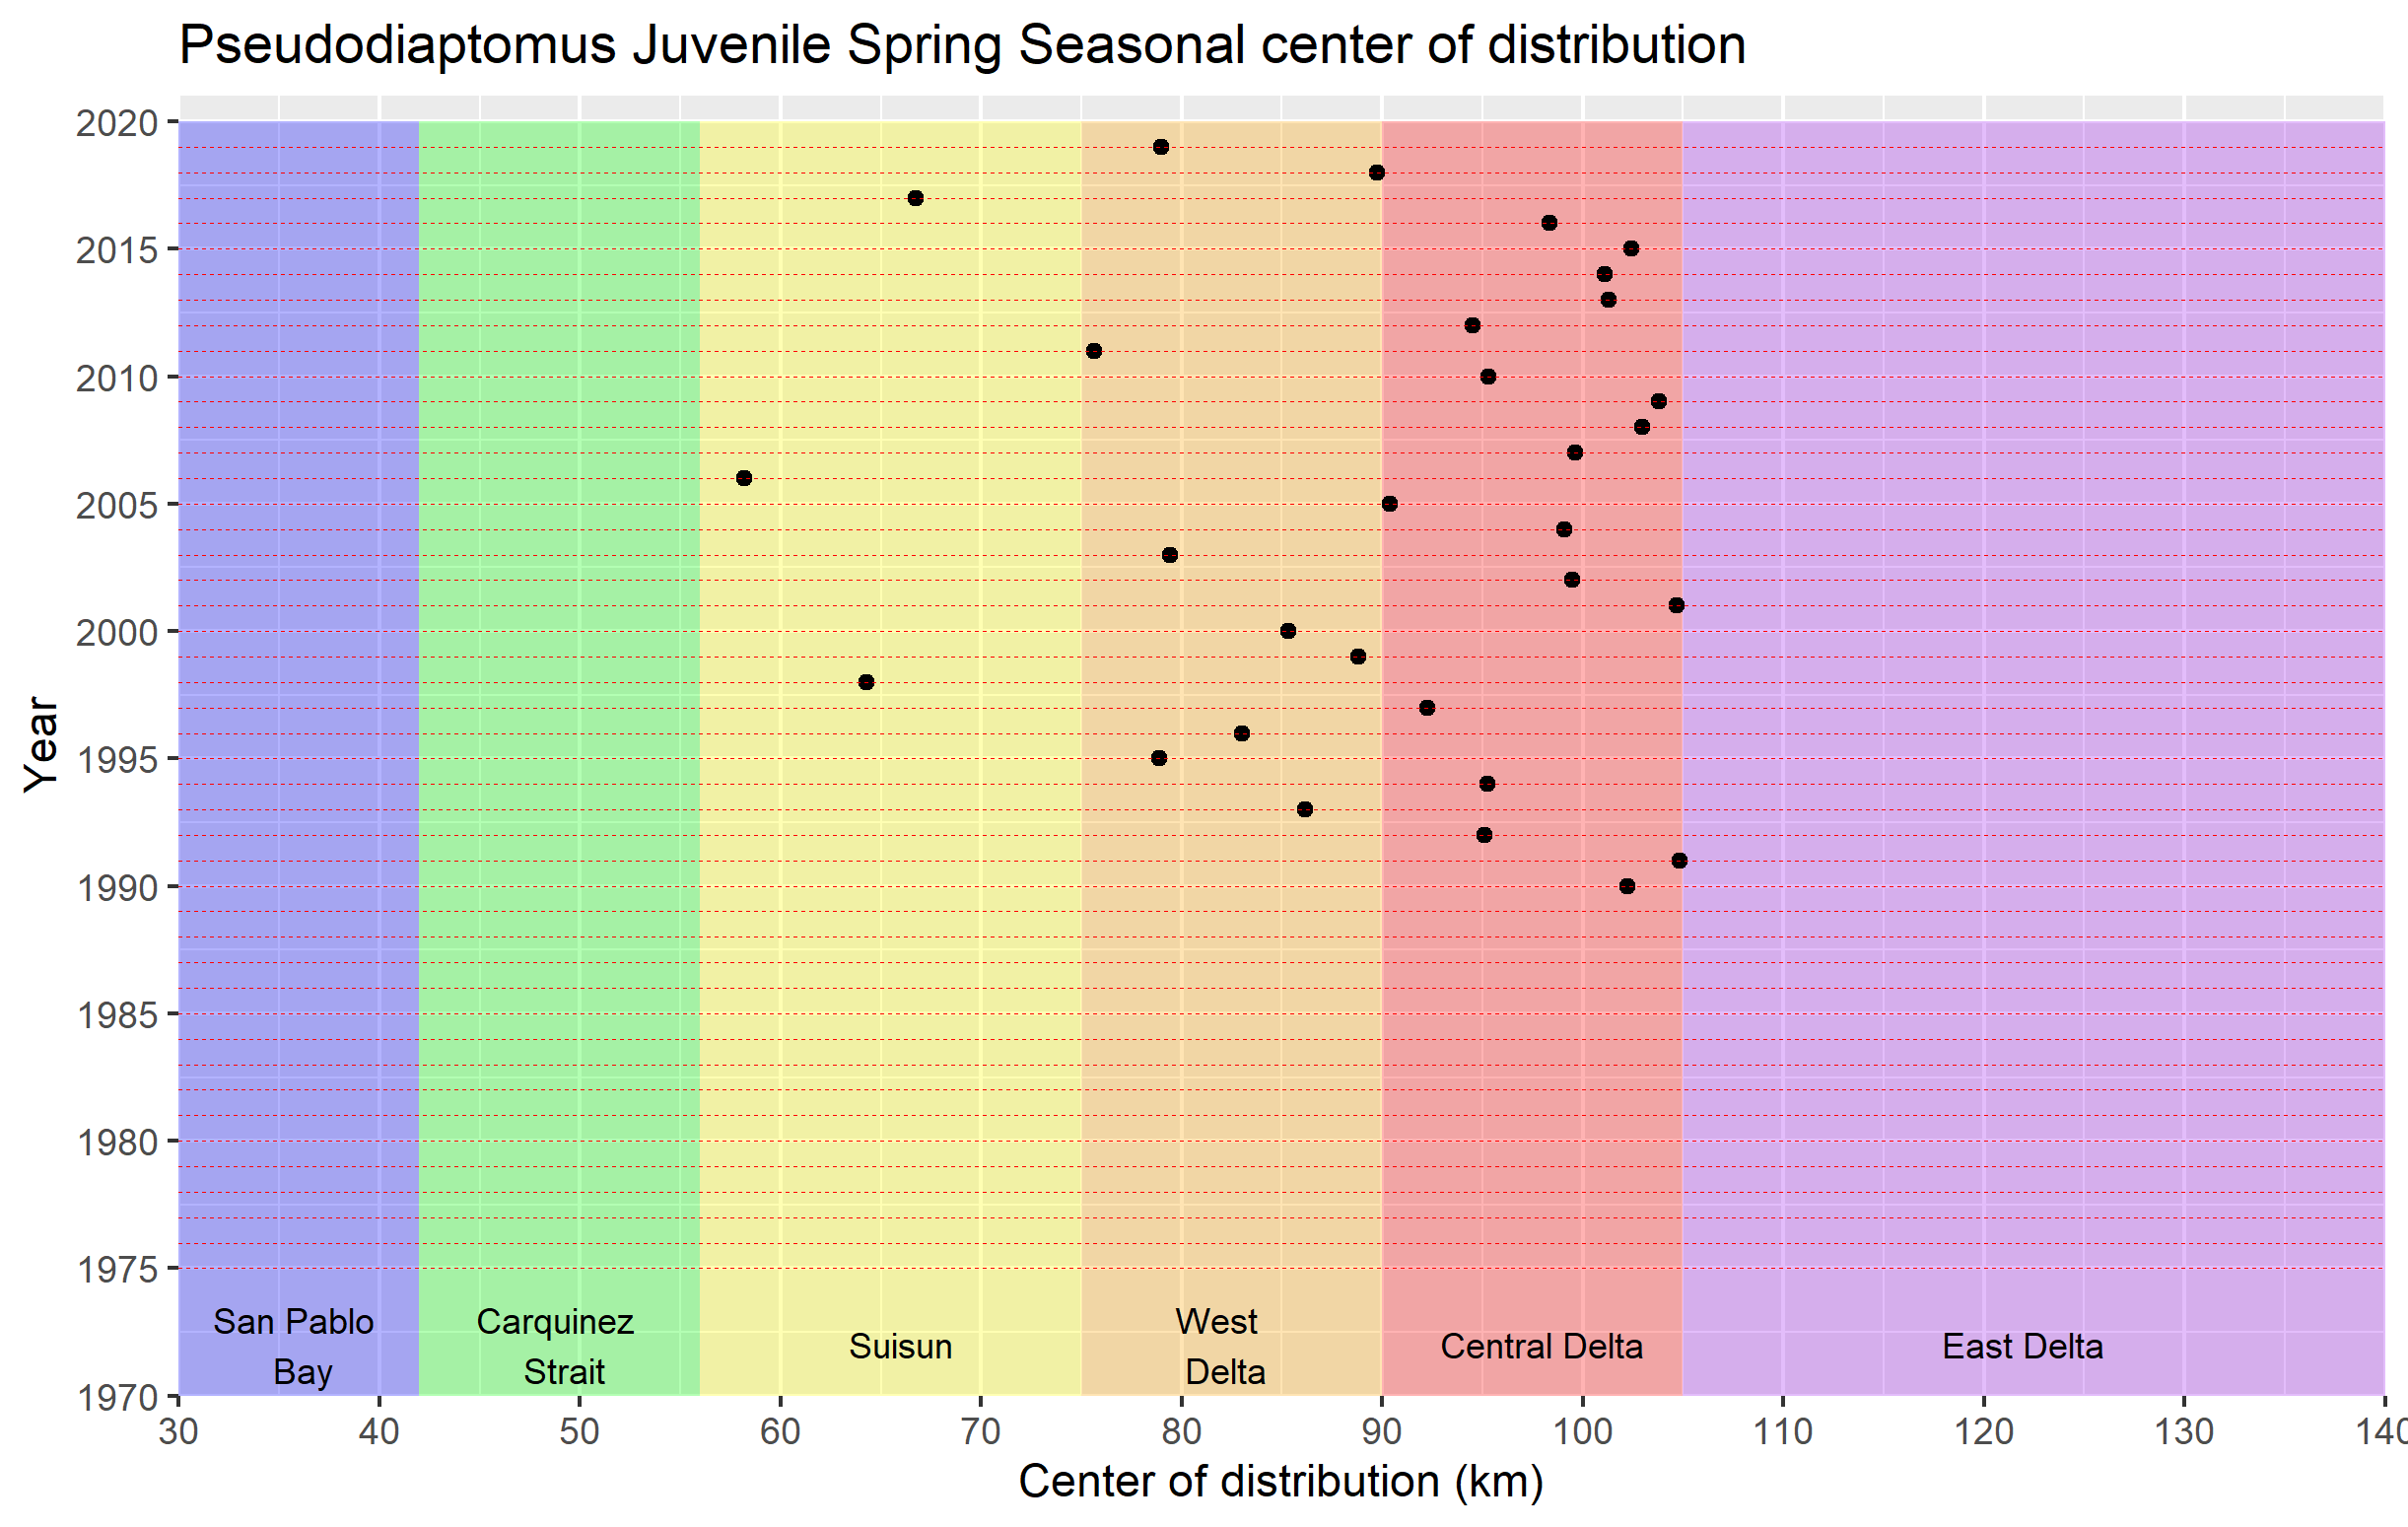 Pseudodiaptomus Juvenile Spring Seasonal center of distribution
2020
2015
2010
2005
2000
1995
1990
1985
1980
1975
1970
Year
San Pablo
Bay
Carquinez
Strait
Suisun
West
Delta
Central Delta
East Delta
30 40 50 60 70 80 90 100 110 120 130 140
Center of distribution (km)